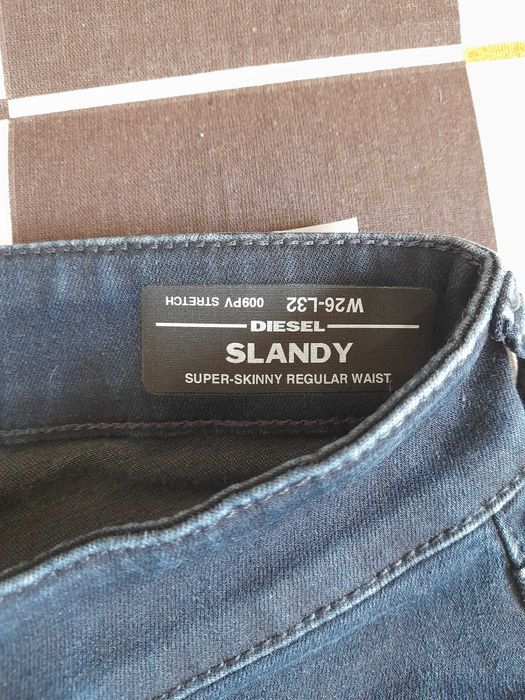 W26-L32 009PV STRETCH
DIESEL
SLANDY
SUPER-SKINNY REGULAR WAIST